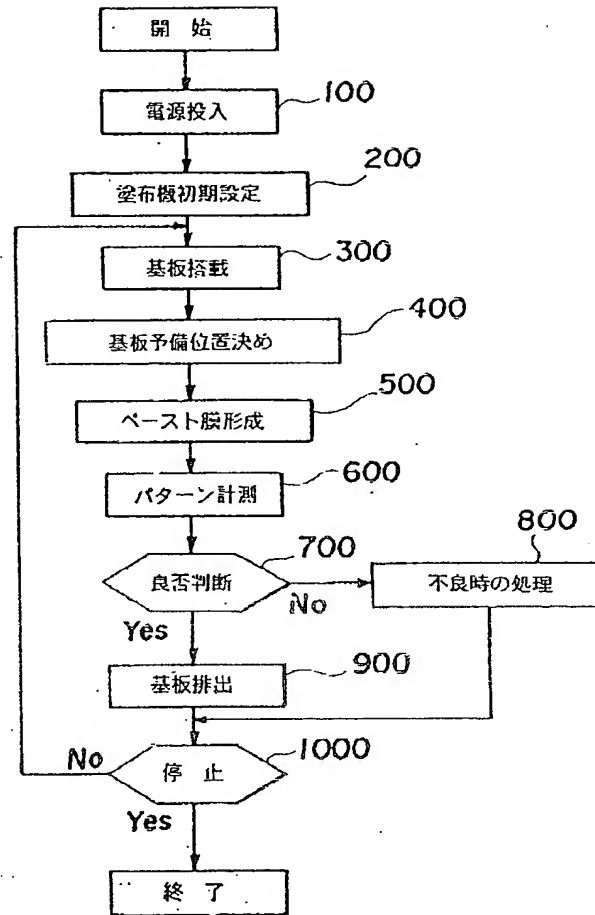 開 始
電源投入
100
塗布機初期設定
200
基板搭載
300
基板予備位置決め
400
ペースト膜形成
500
パターン計測
600
良否判断
700
No
不良時の処理
800
Yes
基板排出
900
停 止
1000
No
Yes
終 了